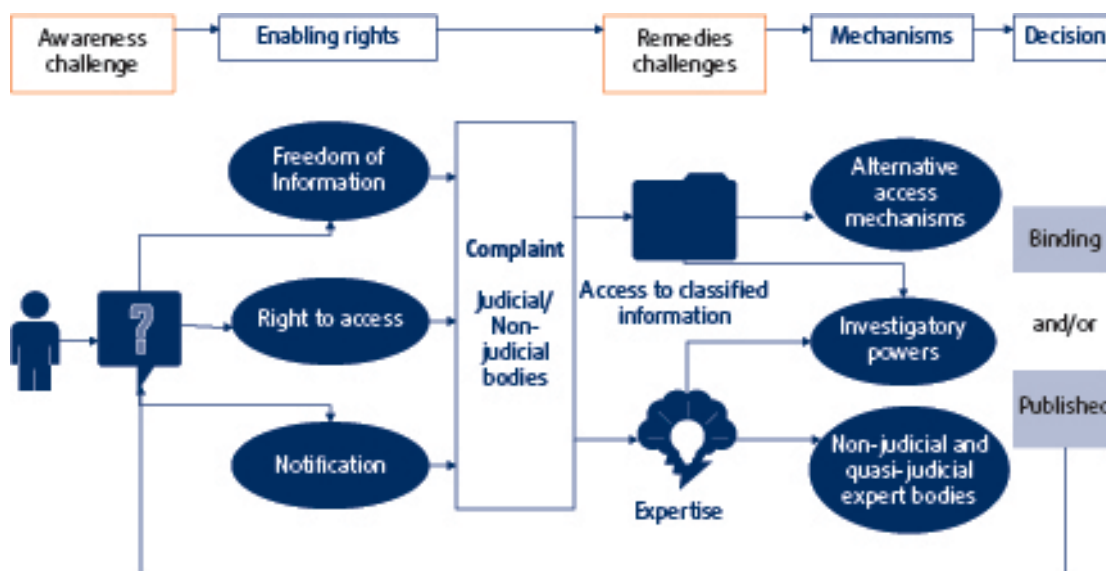 Awareness
challenge
Enabling rights
Remedies
challenges
Mechanisms
Decision
Freedom of
Information
Right to access
Notification
?
Complaint
Judicial/
Non-
judicial
bodies
Access to classified
information
Expertise
Alternative
access
mechanisms
Investigatory
powers
Non-judicial and
quasi-judicial
expert bodies
Binding
and/or
Published